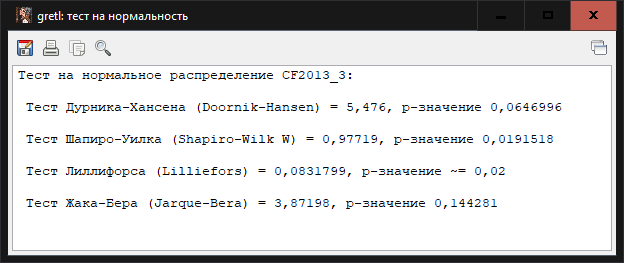 gretl: тест на нормальность
Тест на нормальное распределение CF2013_3:
Тест Дурника-Хансена (Doornik-Hansen) = 5,476, p-значение 0,0646996
Тест Шапиро-Уилка (Shapiro-Wilk W) = 0,97719, p-значение 0,0191518
Тест Лиллифорса (Lilliefors) = 0,0831799, p-значение ~= 0,02
Тест Жака-Бера (Jarque-Bera) = 3,87198, p-значение 0,144281